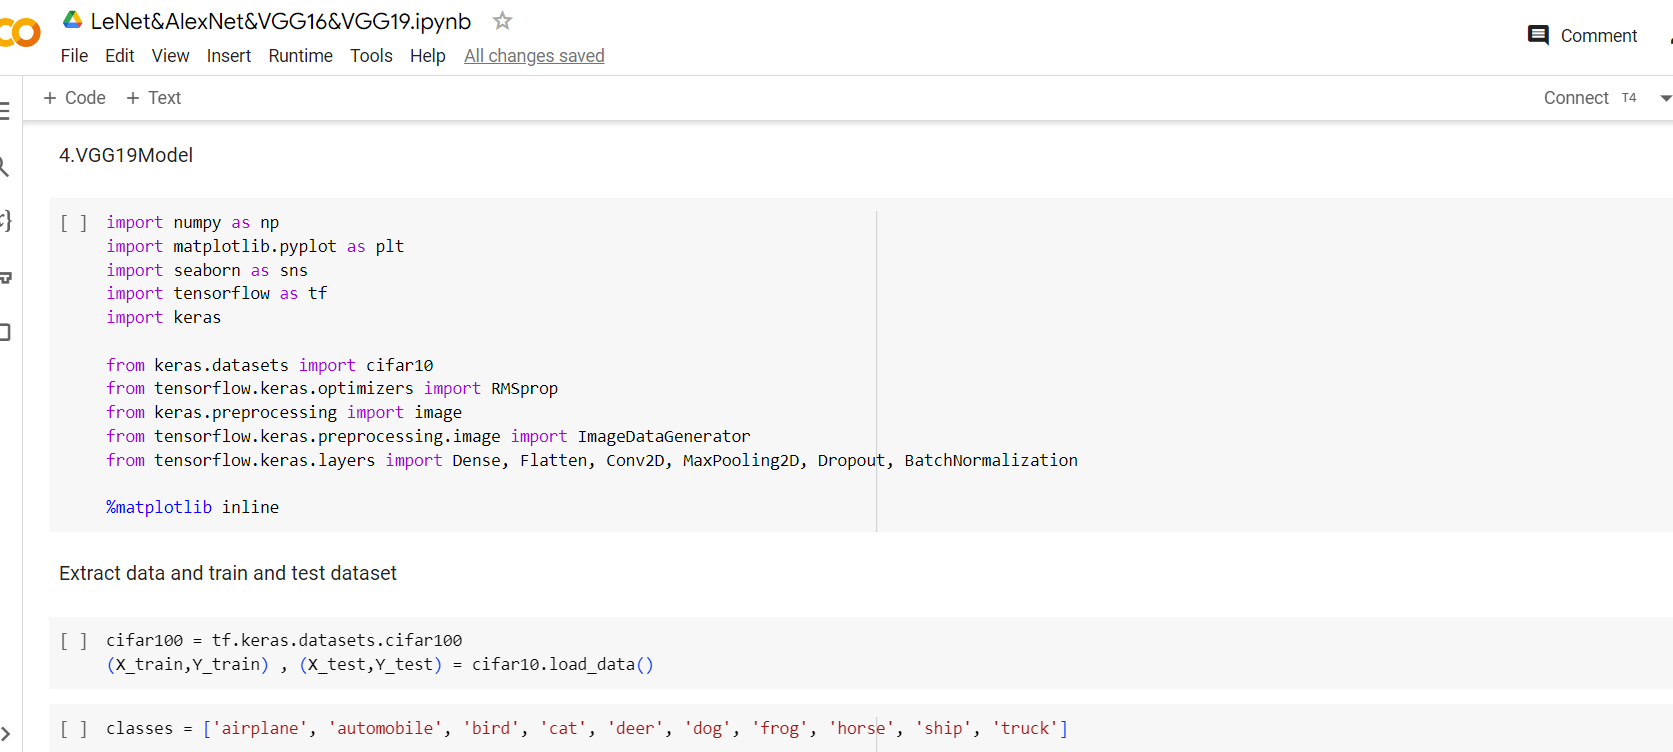 LeNet&AlexNet&VGG16&VGG19.ipynb
File Edit View Insert Runtime Tools Help All changes saved
Comment
+ Code + Text
Connect T4
4.VGG19Model
[ ] import numpy as np
import matplotlib.pyplot as plt
import seaborn as sns
import tensorflow as tf
import keras
from keras.datasets import cifar10
from tensorflow.keras.optimizers import RMSprop
from keras.preprocessing import image
from tensorflow.keras.preprocessing.image import ImageDataGenerator
from tensorflow.keras.layers import Dense, Flatten, Conv2D, MaxPooling2D, Dropout, BatchNormalization
%matplotlib inline
Extract data and train and test dataset
[ ] cifar100 = tf.keras.datasets.cifar100
(X_train,Y_train) , (X_test,Y_test) = cifar10.load_data()
[ ] classes = ['airplane', 'automobile', 'bird', 'cat', 'deer', 'dog', 'frog', 'horse', 'ship', 'truck']